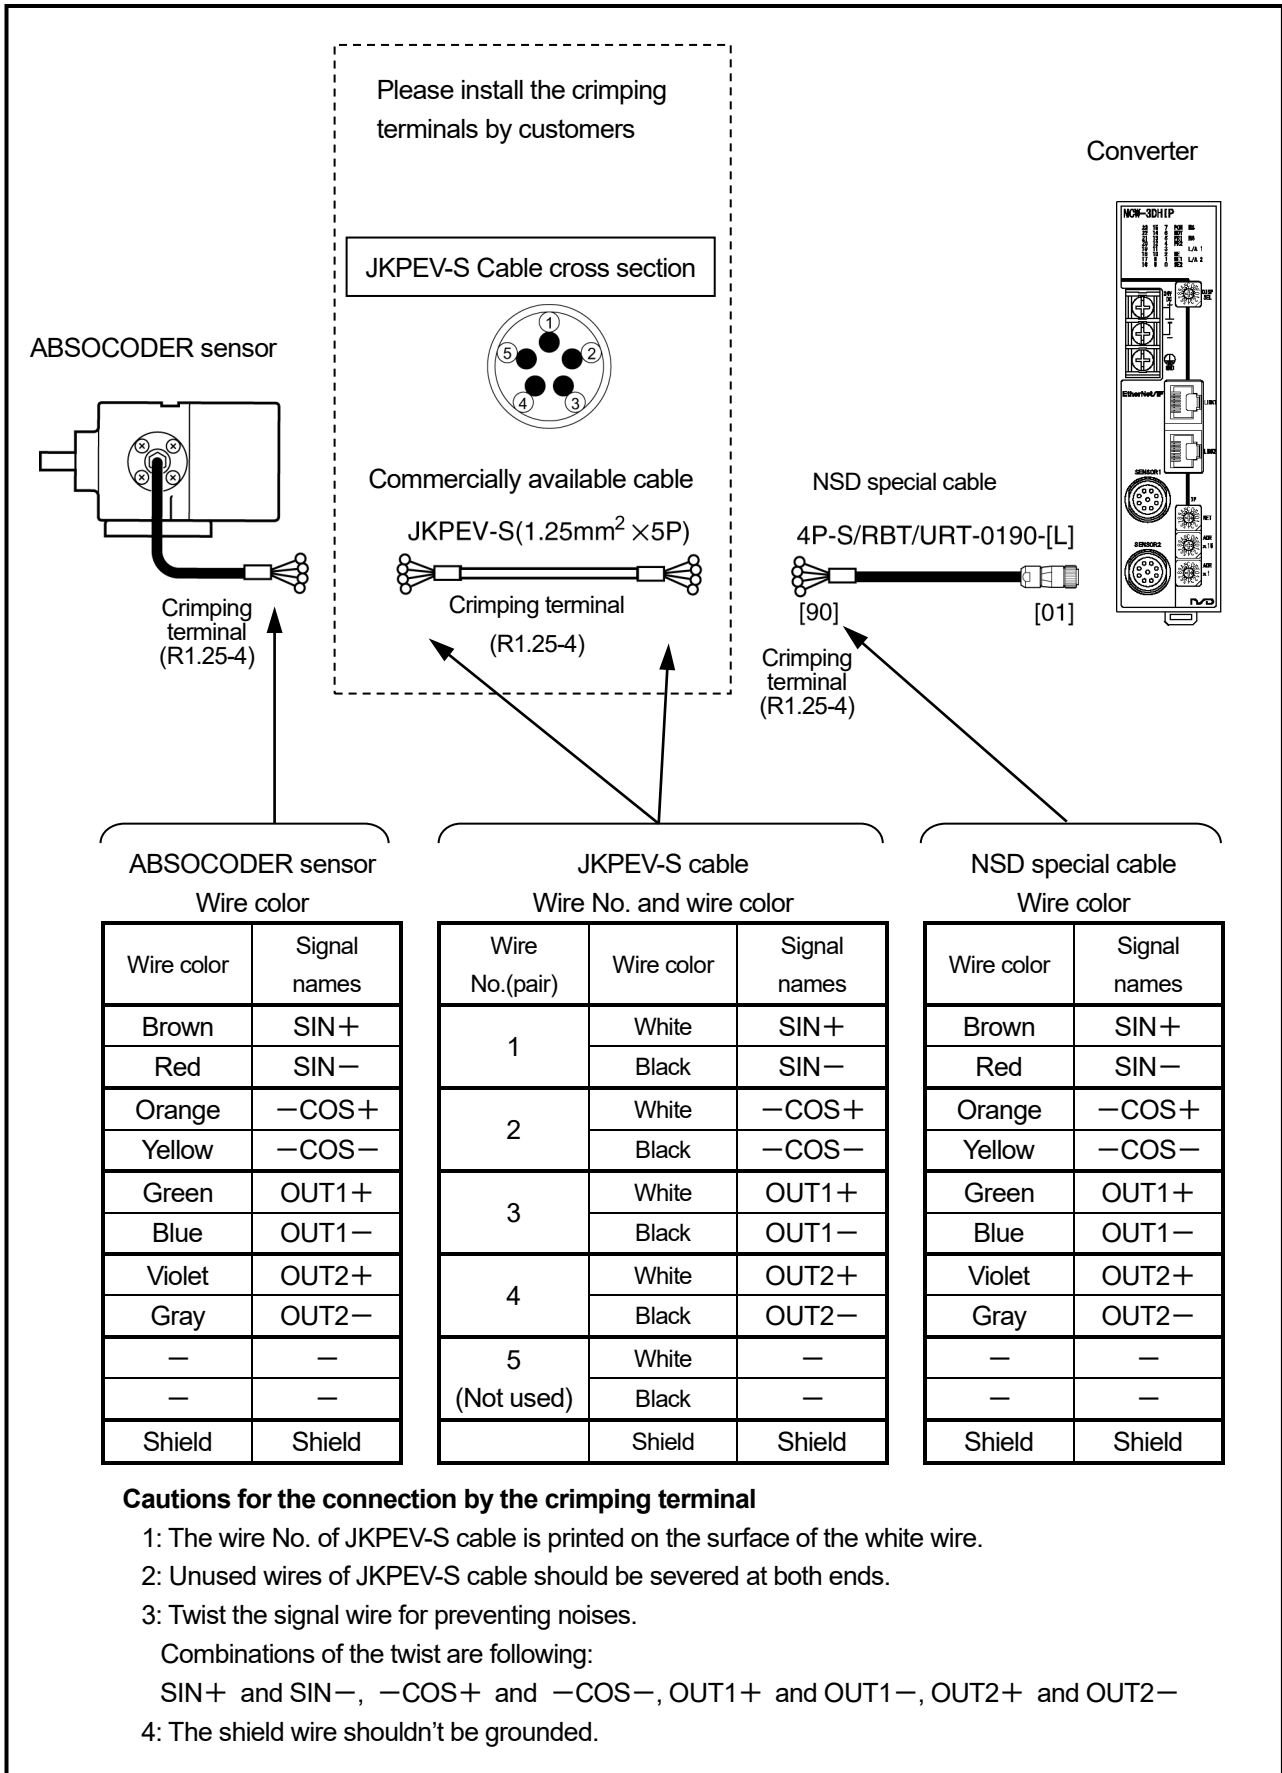 Please install the crimping
terminals by customers
Converter
NCW-3DHIP
JKPEV-S Cable cross section
1
5 2
4 3
ABSOCODER sensor
EtherNet/IP
SENSOR1
SENSOR2
Commercially available cable
JKPEV-S(1.25mm² ×5P)
NSD special cable
4P-S/RBT/URT-0190-[L]
[90] [01]
Crimping
terminal
(R1.25-4)
Crimping terminal
(R1.25-4)
Crimping
terminal
(R1.25-4)
ABSOCODER sensor
Wire color
Wire color Signal names
Brown SIN+
Red SIN−
Orange −COS+
Yellow −COS−
Green OUT1+
Blue OUT1−
Violet OUT2+
Gray OUT2−
− −
− −
Shield Shield
JKPEV-S cable
Wire No. and wire color
Wire No.(pair) Wire color Signal names
1 White SIN+
Black SIN−
2 White −COS+
Black −COS−
3 White OUT1+
Black OUT1−
4 White OUT2+
Black OUT2−
5 (Not used) White −
Black −
Shield Shield
NSD special cable
Wire color
Wire color Signal names
Brown SIN+
Red SIN−
Orange −COS+
Yellow −COS−
Green OUT1+
Blue OUT1−
Violet OUT2+
Gray OUT2−
− −
− −
Shield Shield
Cautions for the connection by the crimping terminal
1: The wire No. of JKPEV-S cable is printed on the surface of the white wire.
2: Unused wires of JKPEV-S cable should be severed at both ends.
3: Twist the signal wire for preventing noises.
Combinations of the twist are following:
SIN+ and SIN−, −COS+ and −COS−, OUT1+ and OUT1−, OUT2+ and OUT2−
4: The shield wire shouldn't be grounded.